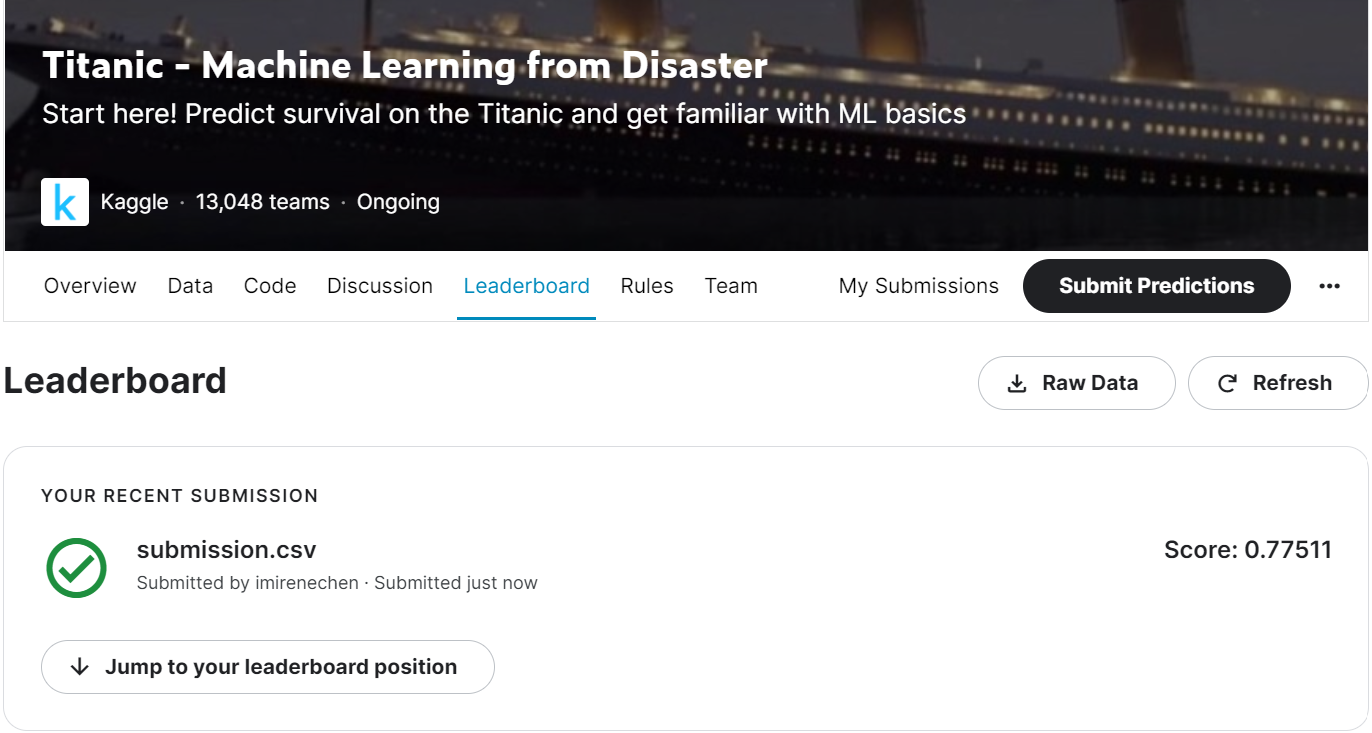 Titanic - Machine Learning from Disaster
Start here! Predict survival on the Titanic and get familiar with ML basics
k Kaggle · 13,048 teams · Ongoing
Overview Data Code Discussion Leaderboard Rules Team My Submissions Submit Predictions
Leaderboard Raw Data Refresh
YOUR RECENT SUBMISSION
submission.csv Score: 0.77511
Submitted by imirenechen · Submitted just now
Jump to your leaderboard position